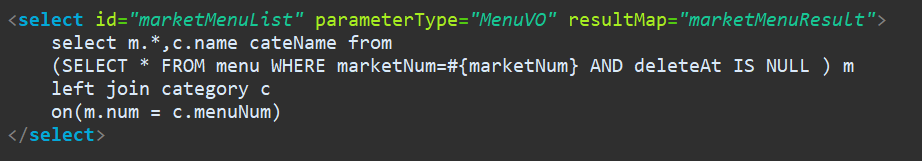 <select id="marketMenuList" parameterType="MenuVO" resultMap="marketMenuResult">
    select m.*,c.name cateName from
    (SELECT * FROM menu WHERE marketNum=#{marketNum} AND deleteAt IS NULL ) m
    left join category c
    on(m.num = c.menuNum)
</select>